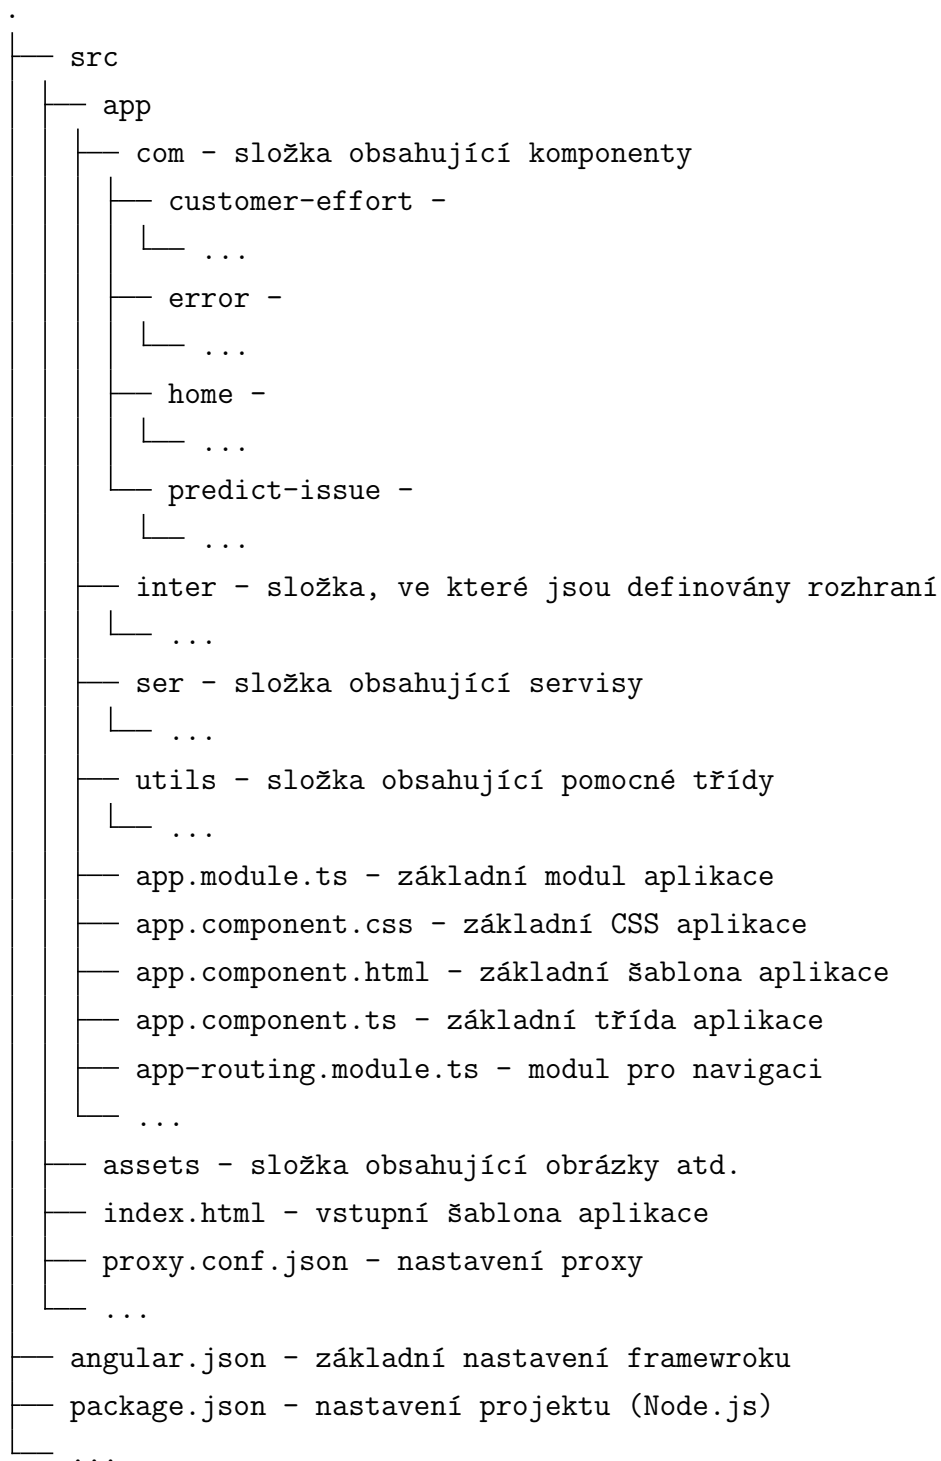 .
src
app
com - složka obsahující komponenty
customer-effort -
...
error -
...
home -
...
predict-issue -
...
inter - složka, ve které jsou definovány rozhraní
...
ser - složka obsahující servisy
...
utils - složka obsahující pomocné třídy
...
app.module.ts - základní modul aplikace
app.component.css - základní CSS aplikace
app.component.html - základní šablona aplikace
app.component.ts - základní třída aplikace
app-routing.module.ts - modul pro navigaci
...
assets - složka obsahující obrázky atd.
index.html - vstupní šablona aplikace
proxy.conf.json - nastavení proxy
...
angular.json - základní nastavení framewroku
package.json - nastavení projektu (Node.js)
...